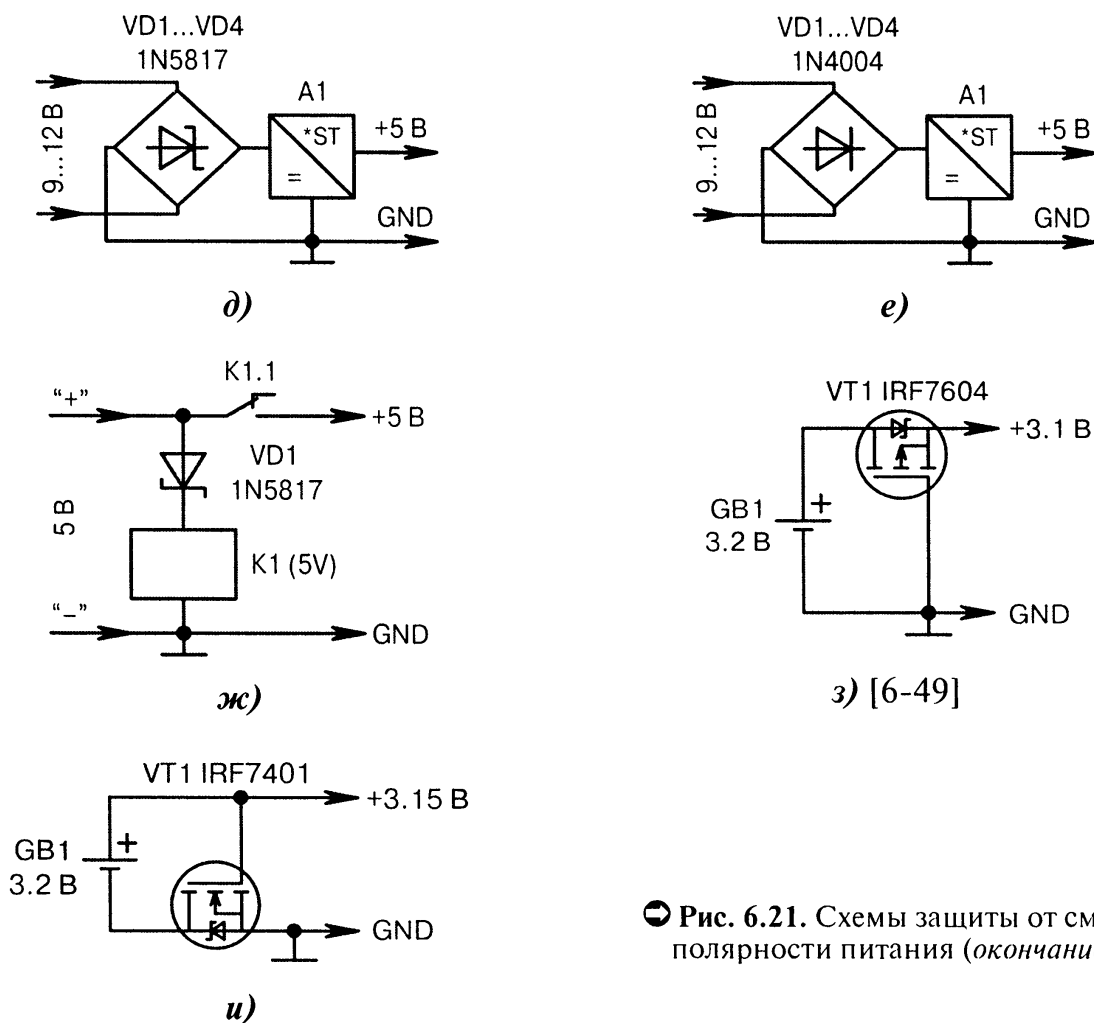 VD1...VD4
1N5817
9...12 В
A1
*ST
=
+5 В
GND
д)
VD1...VD4
1N4004
9...12 В
A1
*ST
=
+5 В
GND
е)
K1.1
“+”
+5 В
VD1
1N5817
5 В
K1 (5V)
“–”
GND
ж)
VT1 IRF7604
+3.1 В
GB1
+
3.2 В
GND
з) [6-49]
VT1 IRF7401
+3.15 В
GB1
+
3.2 В
GND
и)
Рис. 6.21. Схемы защиты от см
полярности питания (окончани